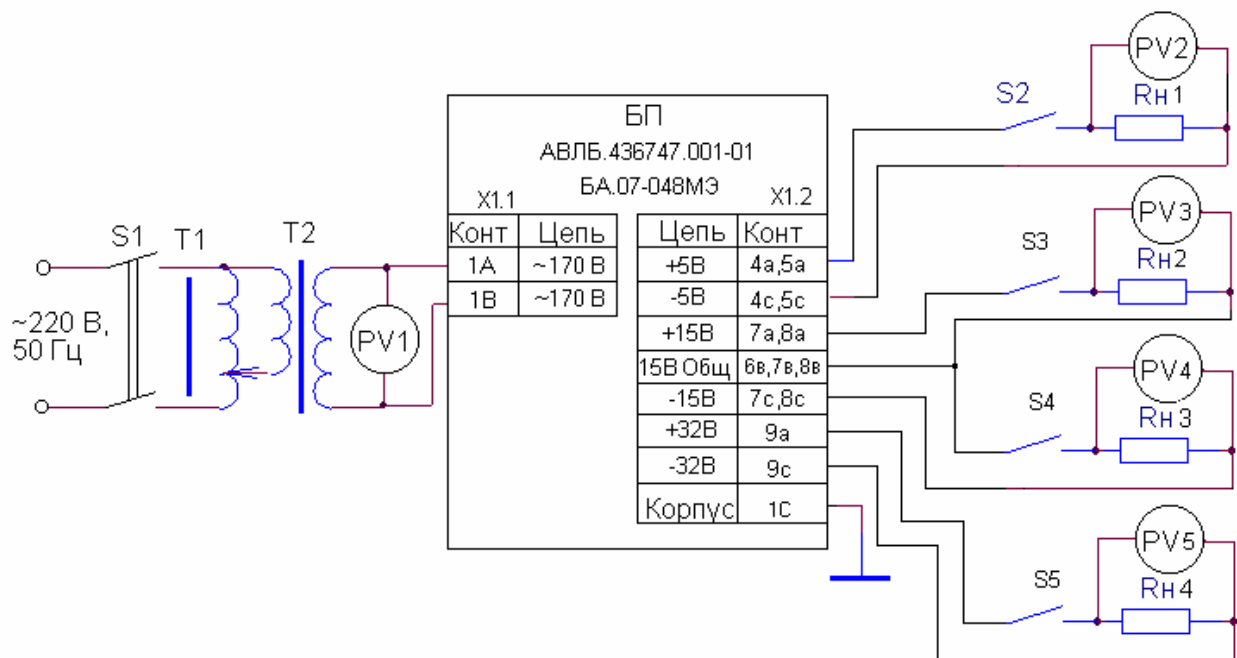 БП
АВЛБ.436747.001-01
БА.07-048МЭ
X1.1
Конт Цепь
1А ~170 В
1В ~170 В
X1.2
Цепь Конт
+5В 4а,5а
-5В 4с,5с
+15В 7а,8а
15В Общ 6в,7в,8в
-15В 7с,8с
+32В 9а
-32В 9с
Корпус 1С
S1
T1
T2
~220 В,
50 Гц
PV1
S2
PV2
Rн1
S3
PV3
Rн2
S4
PV4
Rн3
S5
PV5
Rн4